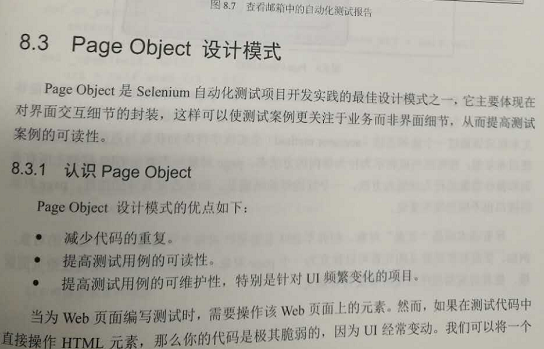 图 8.7 查看邮箱中的自动化测试报告
8.3 Page Object 设计模式
Page Object 是 Selenium 自动化测试项目开发实践的最佳设计模式之一，它主要体现在
对界面交互细节的封装，这样可以使测试案例更关注于业务而非界面细节，从而提高测试
案例的可读性。
8.3.1 认识 Page Object
Page Object 设计模式的优点如下：
● 减少代码的重复。
● 提高测试用例的可读性。
● 提高测试用例的可维护性，特别是针对 UI 频繁变化的项目。
当为 Web 页面编写测试时，需要操作该 Web 页面上的元素。然而，如果在测试代码中
直接操作 HTML 元素，那么你的代码是极其脆弱的，因为 UI 经常变动。我们可以将一个